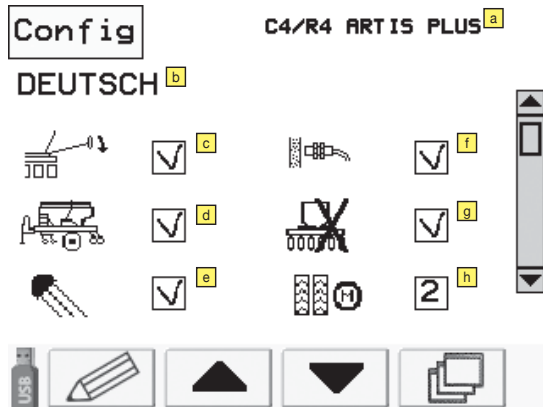 Config
C4/R4 ARTIS PLUS a
DEUTSCH b
c
f
d
g
e
M 2 h
USB